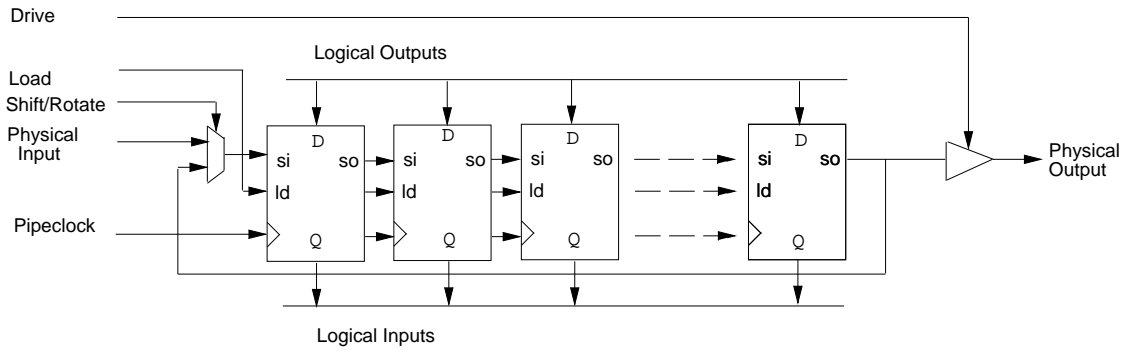 Drive
Logical Outputs
Load
Shift/Rotate
Physical
Input
D
D
D
D
si
so
si
so
si
so
si
so
Physical
Output
ld
ld
ld
ld
Pipeclock
Q
Q
Q
Q
Logical Inputs